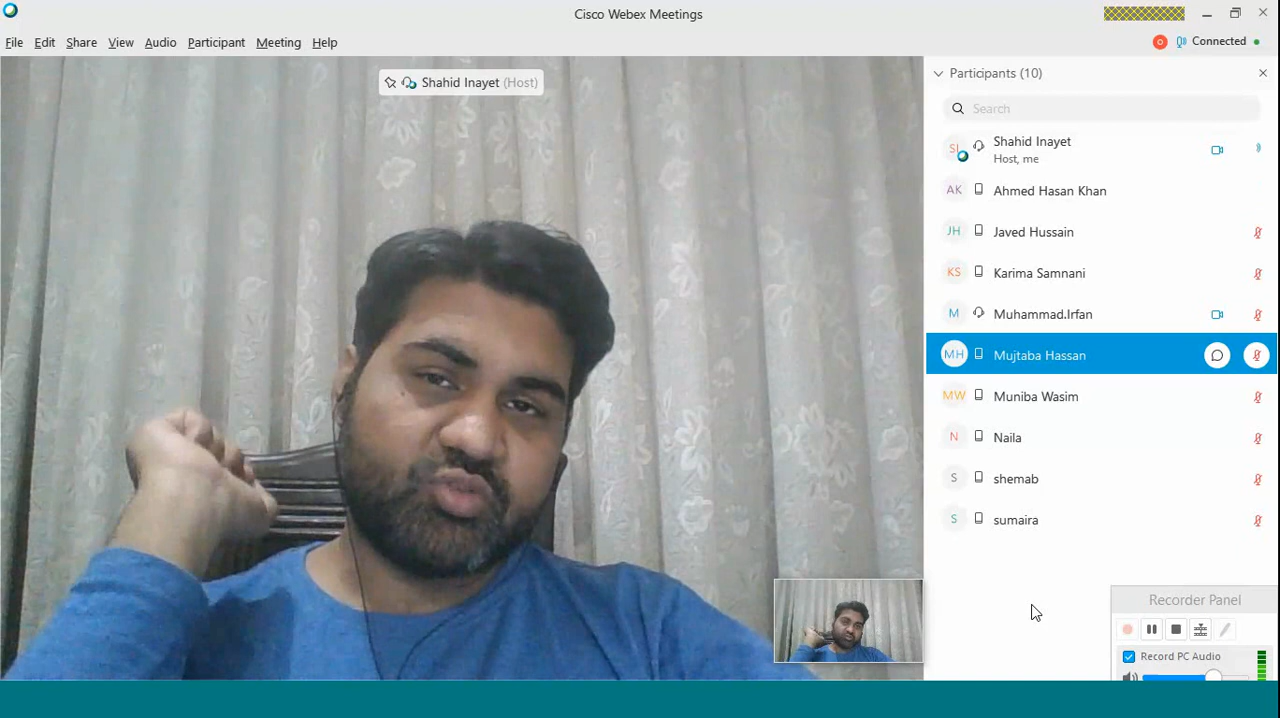 Cisco Webex Meetings
File Edit Share View Audio Participant Meeting Help
Connected
Shahid Inayet (Host)
Participants (10)
Search
SI Shahid Inayet
Host, me
AK Ahmed Hasan Khan
JH Javed Hussain
KS Karima Samnani
M Muhammad.Irfan
MH Mujtaba Hassan
MW Muniba Wasim
N Naila
S shemab
S sumaira
Recorder Panel
Record PC Audio